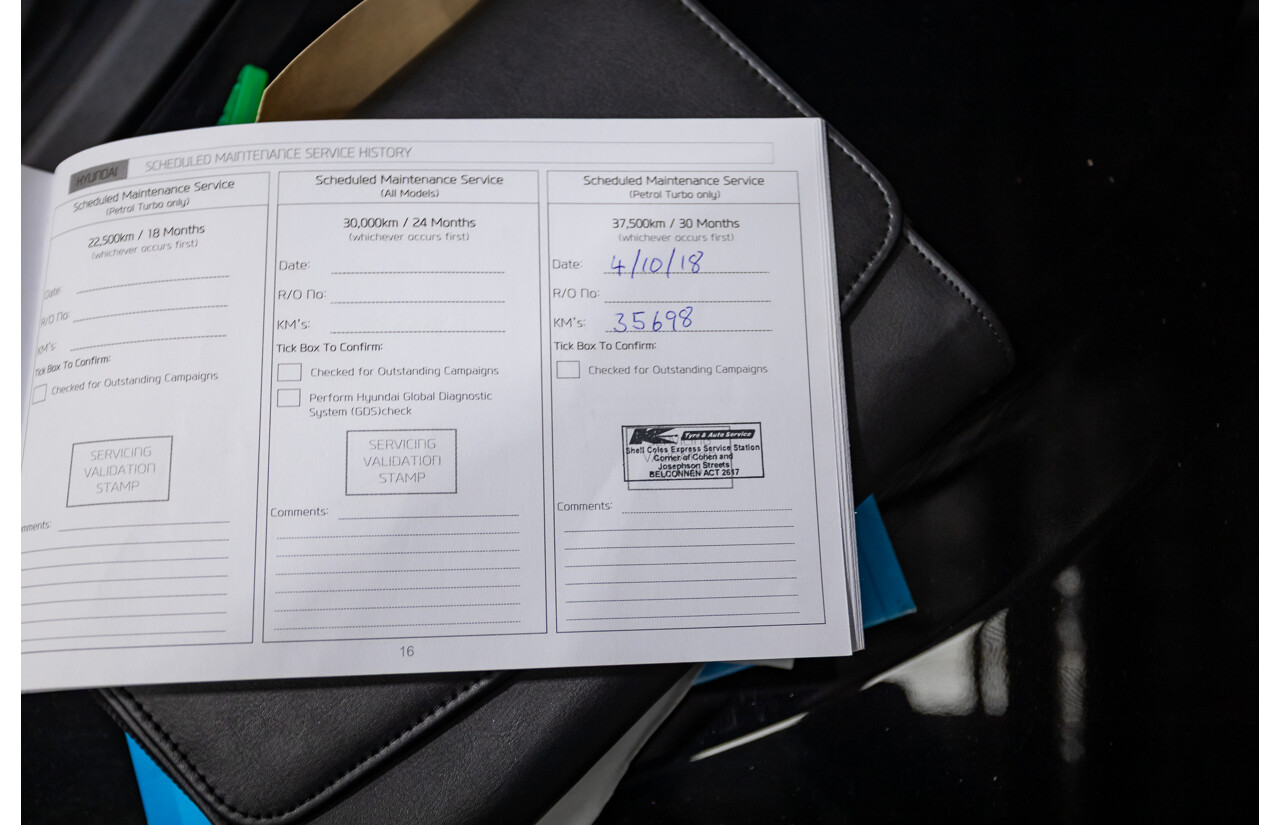 HYUNDAI SCHEDULED MAINTENANCE SERVICE HISTORY
Scheduled Maintenance Service
(Petrol Turbo only)
22,500km / 18 Months
(whichever occurs first)
Date:
R/O No:
KM's:
Tick Box To Confirm:
Checked for Outstanding Campaigns
SERVICING
VALIDATION
STAMP
mments:
Scheduled Maintenance Service
(All Models)
30,000km / 24 Months
(whichever occurs first)
Date:
R/O No:
KM's:
Tick Box To Confirm:
Checked for Outstanding Campaigns
Perform Hyundai Global Diagnostic
System (GDS)check
SERVICING
VALIDATION
STAMP
Comments:
Scheduled Maintenance Service
(Petrol Turbo only)
37,500km / 30 Months
(whichever occurs first)
Date: 4/10/18
R/O No:
KM's: 35698
Tick Box To Confirm:
Checked for Outstanding Campaigns
Tyre & Auto Service
Shell Coles Express Service Station
Corner of Cohen and
Josephson Streets
BELCONNEN ACT 2617
Comments:
16